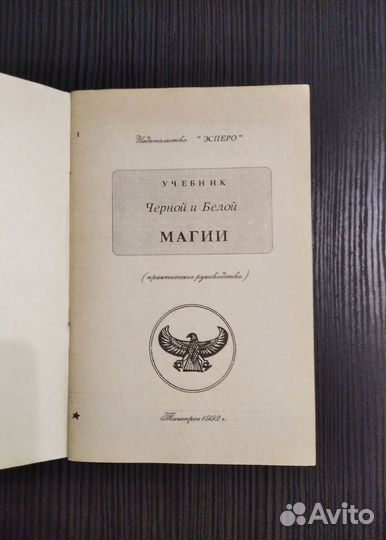 Издательство "ЭСПЕРО"
УЧЕБНИК
Черной и Белой
МАГИИ
(практическое руководство)
Таганрог 1992 г.
Avito